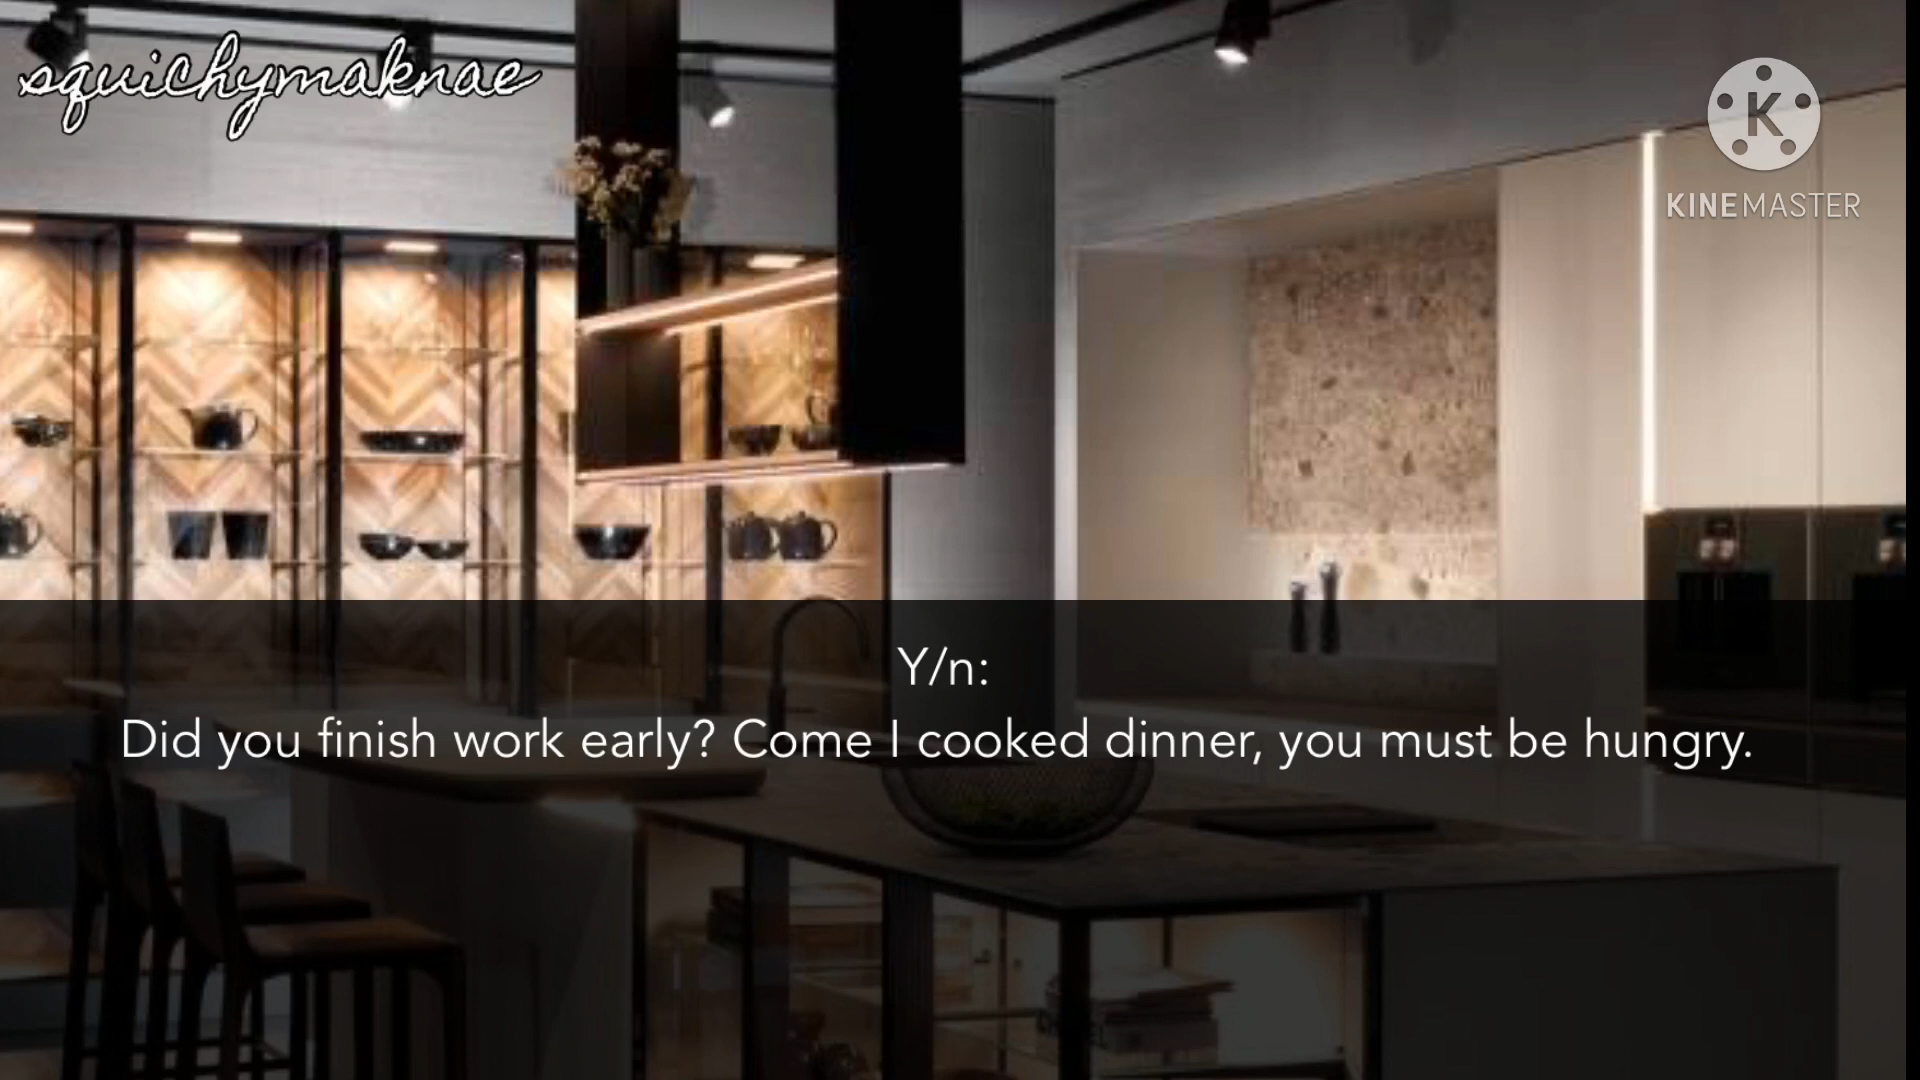 squichymaknae
K
KINEMASTER
Y/n:
Did you finish work early? Come I cooked dinner, you must be hungry.